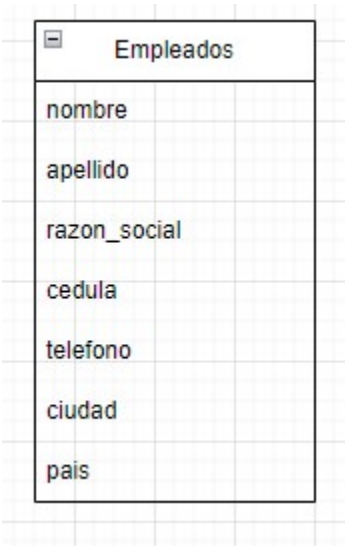 Empleados
nombre
apellido
razon_social
cedula
telefono
ciudad
pais